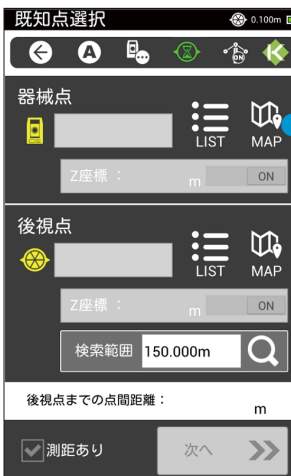 既知点選択 0.100m
A ON K
器械点
LIST MAP
Z座標 : m ON
後視点
LIST MAP
Z座標 : m ON
検索範囲 150.000m
後視点までの点間距離:
m
測距あり 次へ